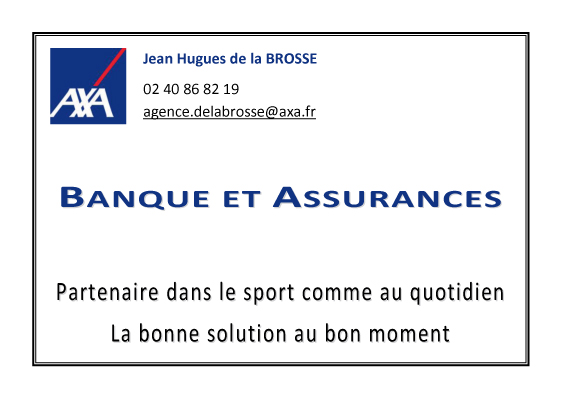 Jean Hugues de la BROSSE
02 40 86 82 19
agence.delabrosse@axa.fr
AXA
BANQUE ET ASSURANCES
Partenaire dans le sport comme au quotidien
La bonne solution au bon moment